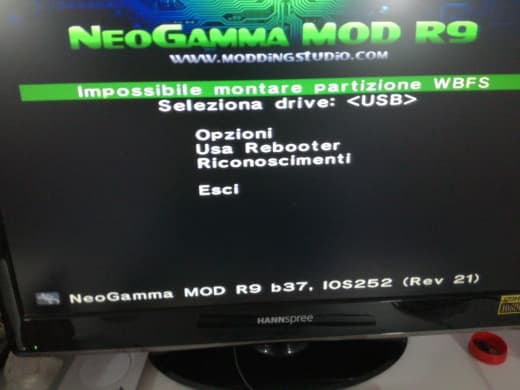 NeoGamma MOD R9
WWW.MODDINGSTUDIO.COM
Impossibile montare partizione WBFS
Seleziona drive: <USB>
Opzioni
Usa Rebooter
Riconoscimenti
Esci
NeoGamma MOD R9 b37, IOS252 (Rev 21)
HANNspree